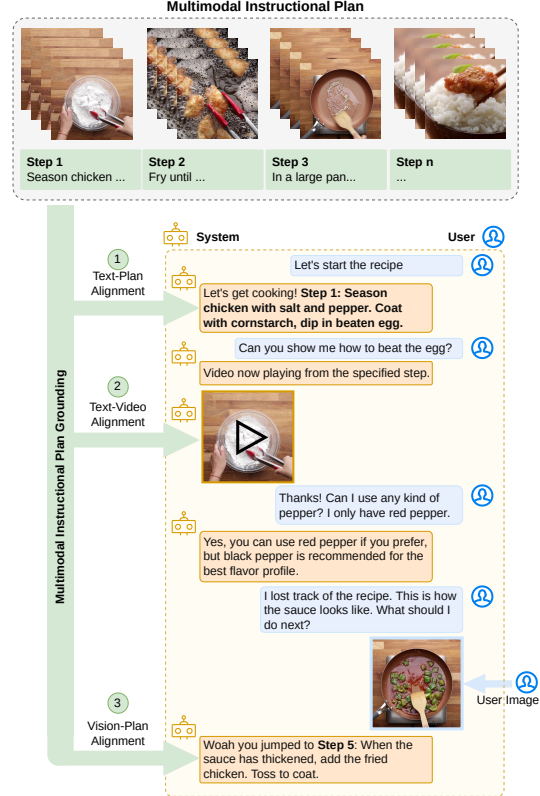 Multimodal Instructional Plan
Step 1
Season chicken ...
Step 2
Fry until ...
Step 3
In a large pan...
Step n
...
Multimodal Instructional Plan Grounding
System
User
1
Text-Plan
Alignment
Let's start the recipe
Let's get cooking! Step 1: Season
chicken with salt and pepper. Coat
with cornstarch, dip in beaten egg.
Can you show me how to beat the egg?
Video now playing from the specified step.
2
Text-Video
Alignment
Thanks! Can I use any kind of
pepper? I only have red pepper.
Yes, you can use red pepper if you prefer,
but black pepper is recommended for the
best flavor profile.
I lost track of the recipe. This is how
the sauce looks like. What should I
do next?
User Image
3
Vision-Plan
Alignment
Woah you jumped to Step 5: When the
sauce has thickened, add the fried
chicken. Toss to coat.